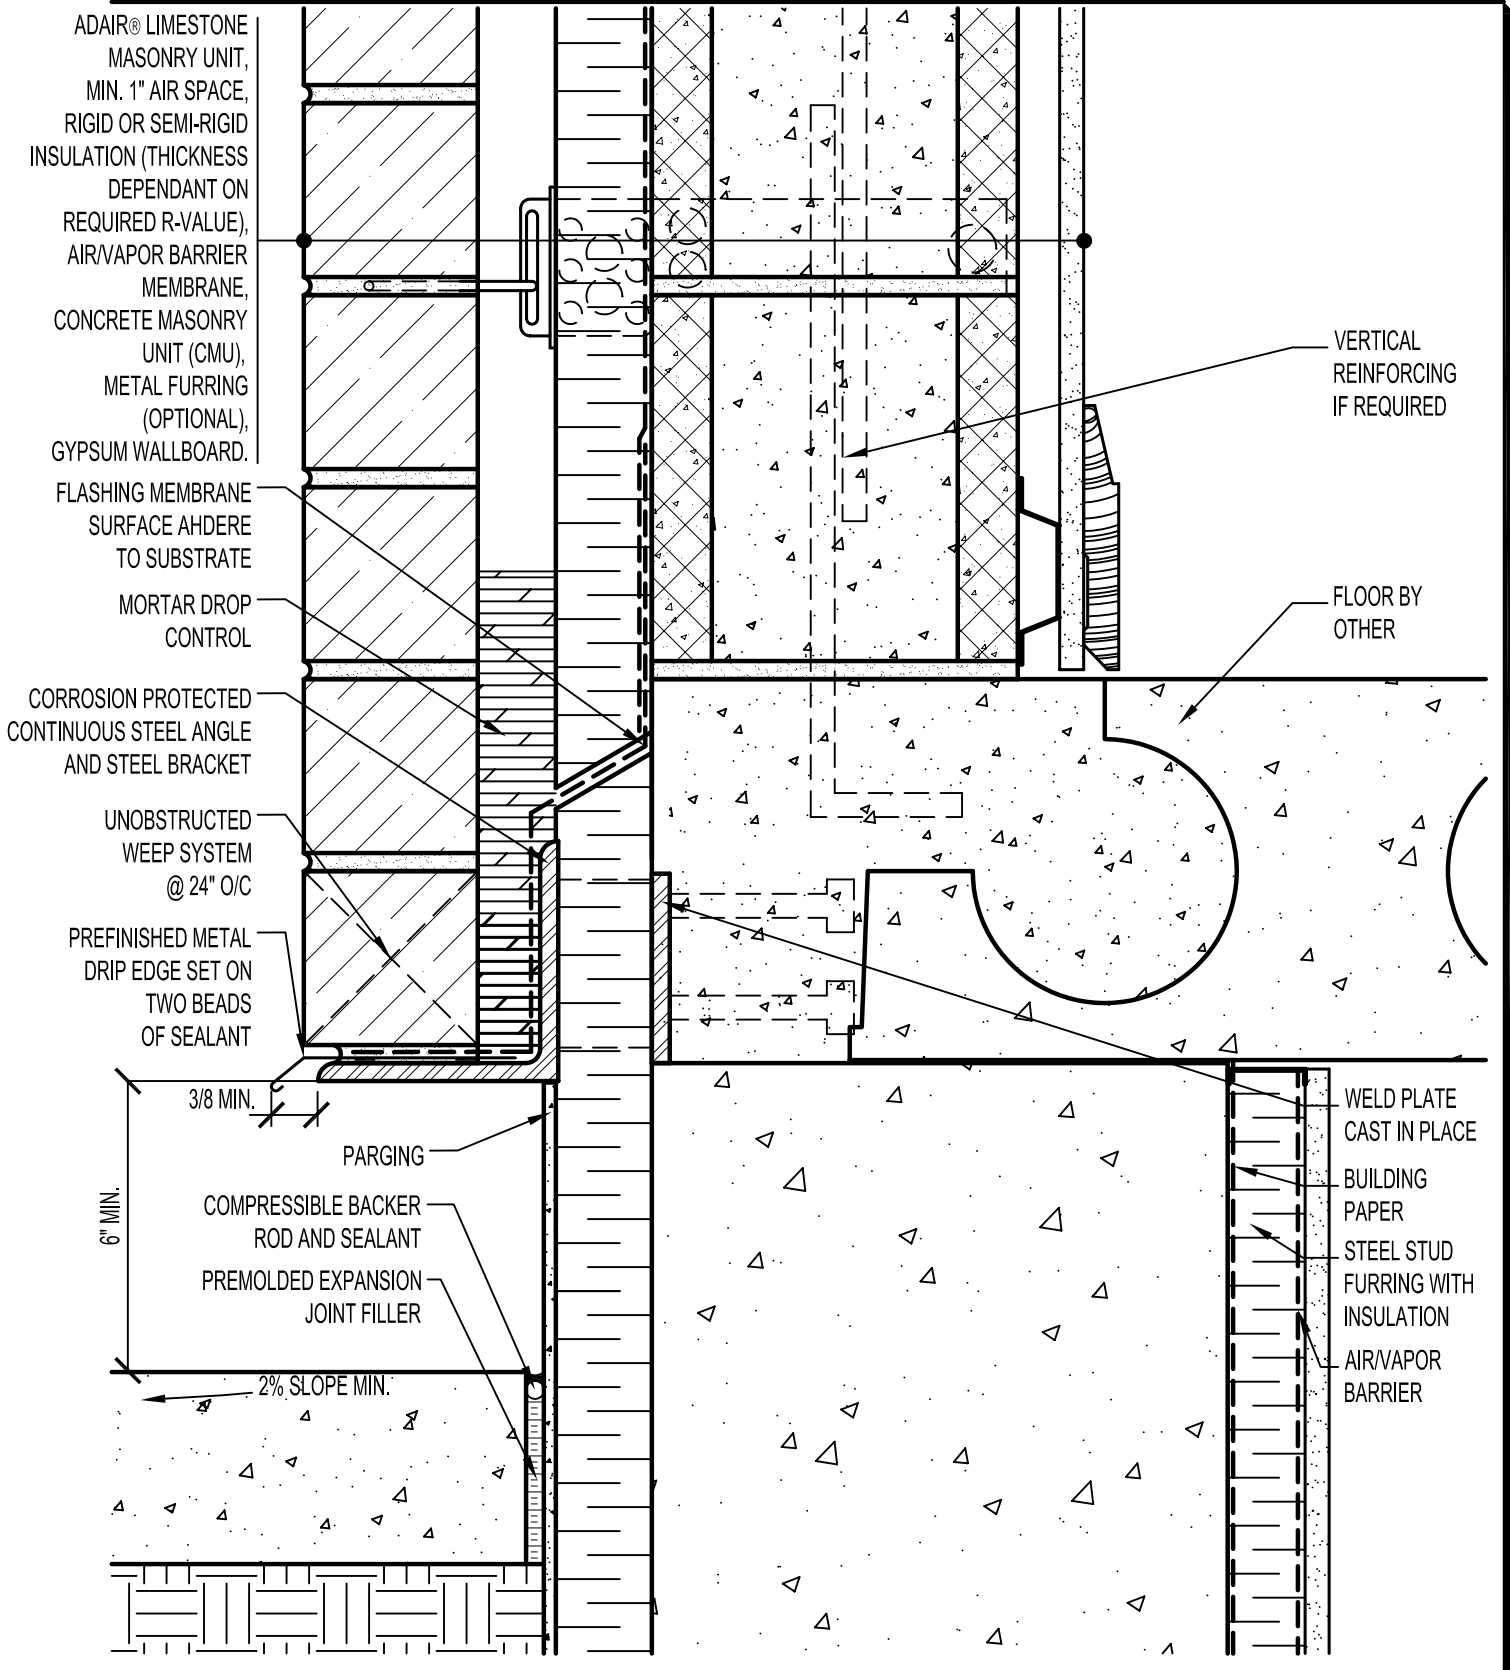 ADAIR® LIMESTONE
MASONRY UNIT,
MIN. 1" AIR SPACE,
RIGID OR SEMI-RIGID
INSULATION (THICKNESS
DEPENDANT ON
REQUIRED R-VALUE),
AIR/VAPOR BARRIER
MEMBRANE,
CONCRETE MASONRY
UNIT (CMU),
METAL FURRING
(OPTIONAL),
GYPSUM WALLBOARD.
FLASHING MEMBRANE
SURFACE AHDERE
TO SUBSTRATE
MORTAR DROP
CONTROL
CORROSION PROTECTED
CONTINUOUS STEEL ANGLE
AND STEEL BRACKET
UNOBSTRUCTED
WEEP SYSTEM
@ 24" O/C
PREFINISHED METAL
DRIP EDGE SET ON
TWO BEADS
OF SEALANT
3/8 MIN.
6" MIN.
PARGING
COMPRESSIBLE BACKER
ROD AND SEALANT
PREMOLDED EXPANSION
JOINT FILLER
2% SLOPE MIN.
VERTICAL
REINFORCING
IF REQUIRED
FLOOR BY
OTHER
WELD PLATE
CAST IN PLACE
BUILDING
PAPER
STEEL STUD
FURRING WITH
INSULATION
AIR/VAPOR
BARRIER